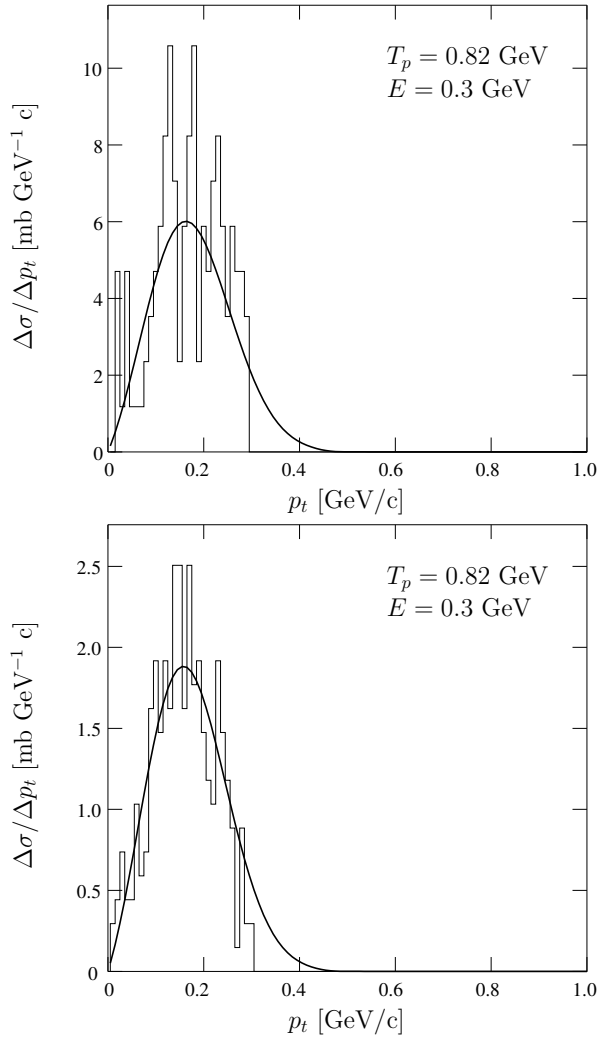 Δσ/Δp_t [mb GeV⁻¹ c]
10
8
6
4
2
0
T_p = 0.82 GeV
E = 0.3 GeV
0 0.2 0.4 0.6 0.8 1.0
p_t [GeV/c]
Δσ/Δp_t [mb GeV⁻¹ c]
2.5
2.0
1.5
1.0
0.5
0
T_p = 0.82 GeV
E = 0.3 GeV
0 0.2 0.4 0.6 0.8 1.0
p_t [GeV/c]